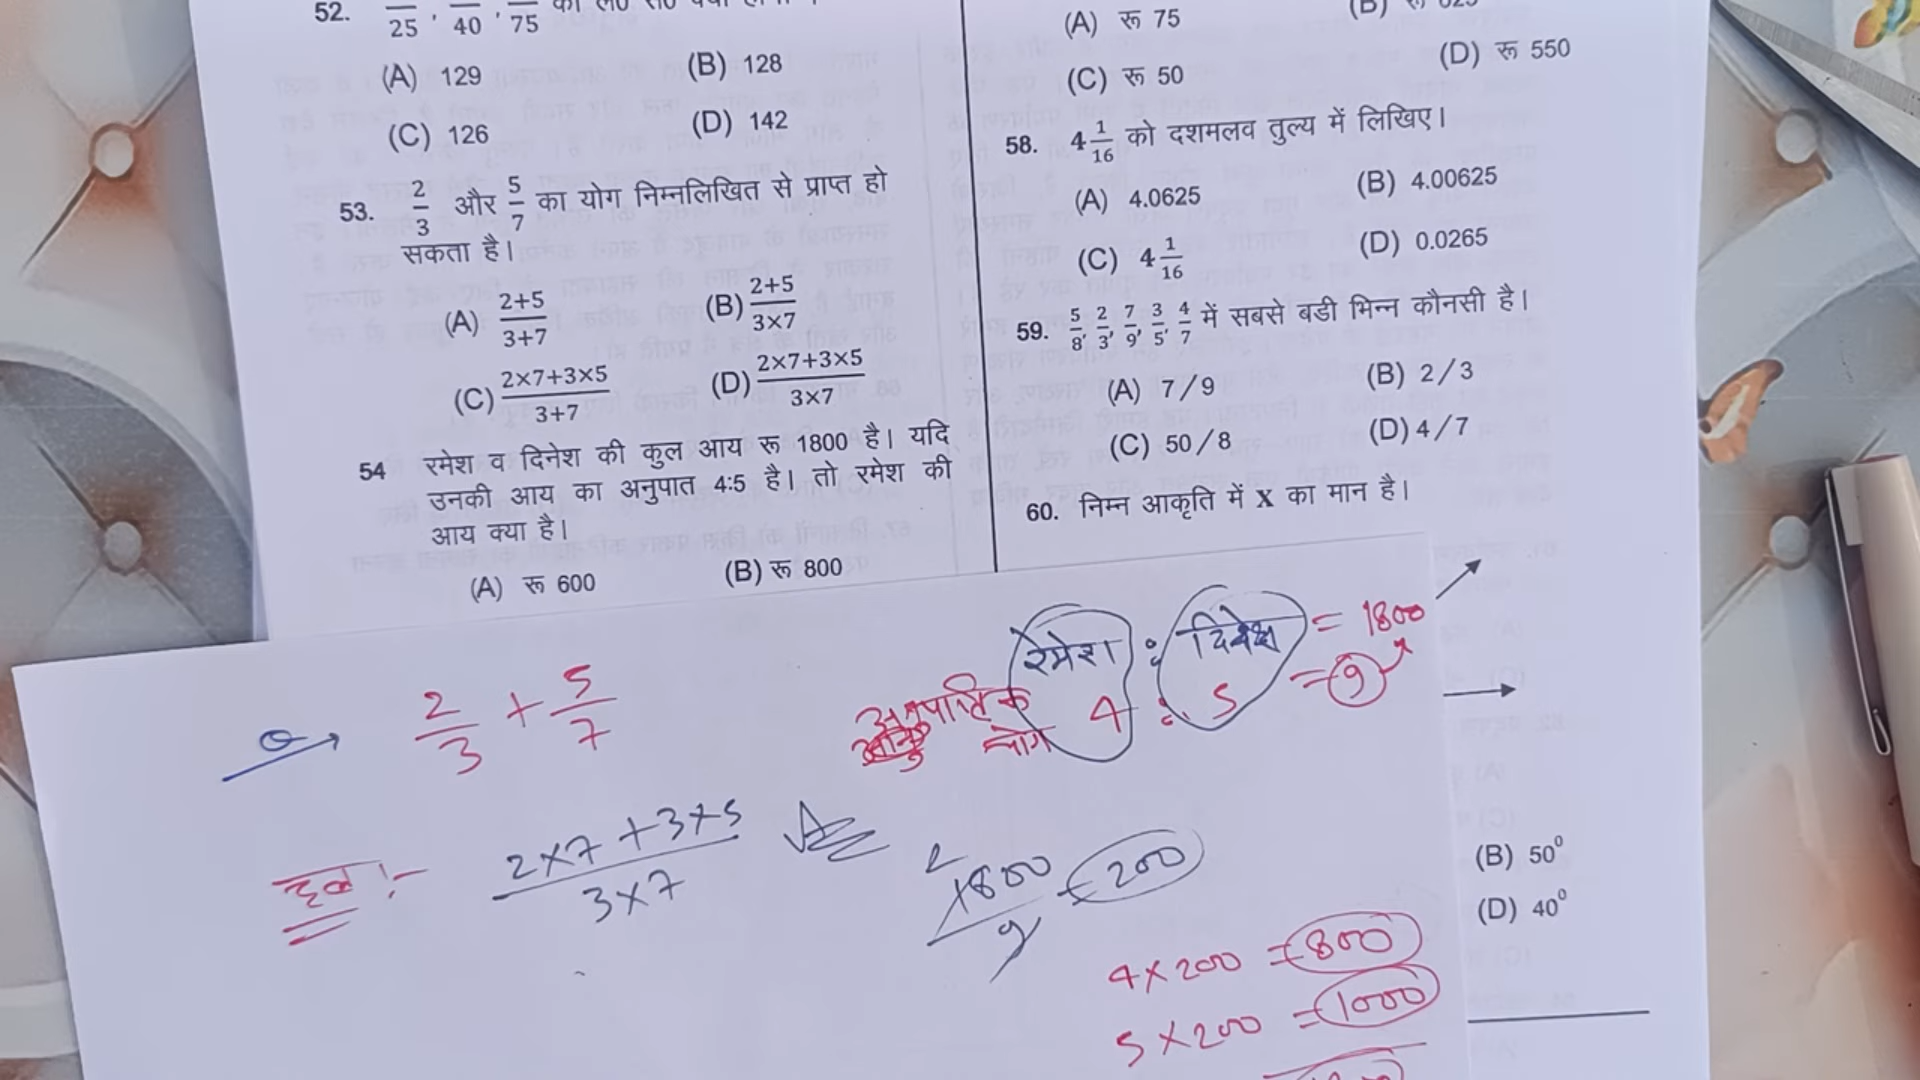 52. 25 , 40 , 75
(A) 129 (B) 128
(C) 126 (D) 142
53. 2/3 और 5/7 का योग निम्नलिखित से प्राप्त हो
सकता है।
(A) 2+5/3+7 (B) 2+5/3×7
(C) 2×7+3×5/3+7 (D) 2×7+3×5/3×7
54 रमेश व दिनेश की कुल आय रू 1800 है। यदि
उनकी आय का अनुपात 4:5 है। तो रमेश की
आय क्या है।
(A) रू 600 (B) रू 800
(A) रू 75
(C) रू 50 (D) रू 550
58. 4 1/16 को दशमलव तुल्य में लिखिए।
(A) 4.0625 (B) 4.00625
(C) 4 1/16 (D) 0.0265
59. 5/8, 2/3, 7/9, 3/5, 4/7 में सबसे बडी भिन्न कौनसी है।
(A) 7/9 (B) 2/3
(C) 50/8 (D) 4/7
60. निम्न आकृति में X का मान है।
(B) 50⁰
(D) 40⁰
2/3 + 5/7
हल :- 2×7+3×5/3×7
रमेश : दिनेश = 1800
अनुपातिक योग 4 : 5 = 9
1800/9 = 200
4×200 = 800
5×200 = 1000